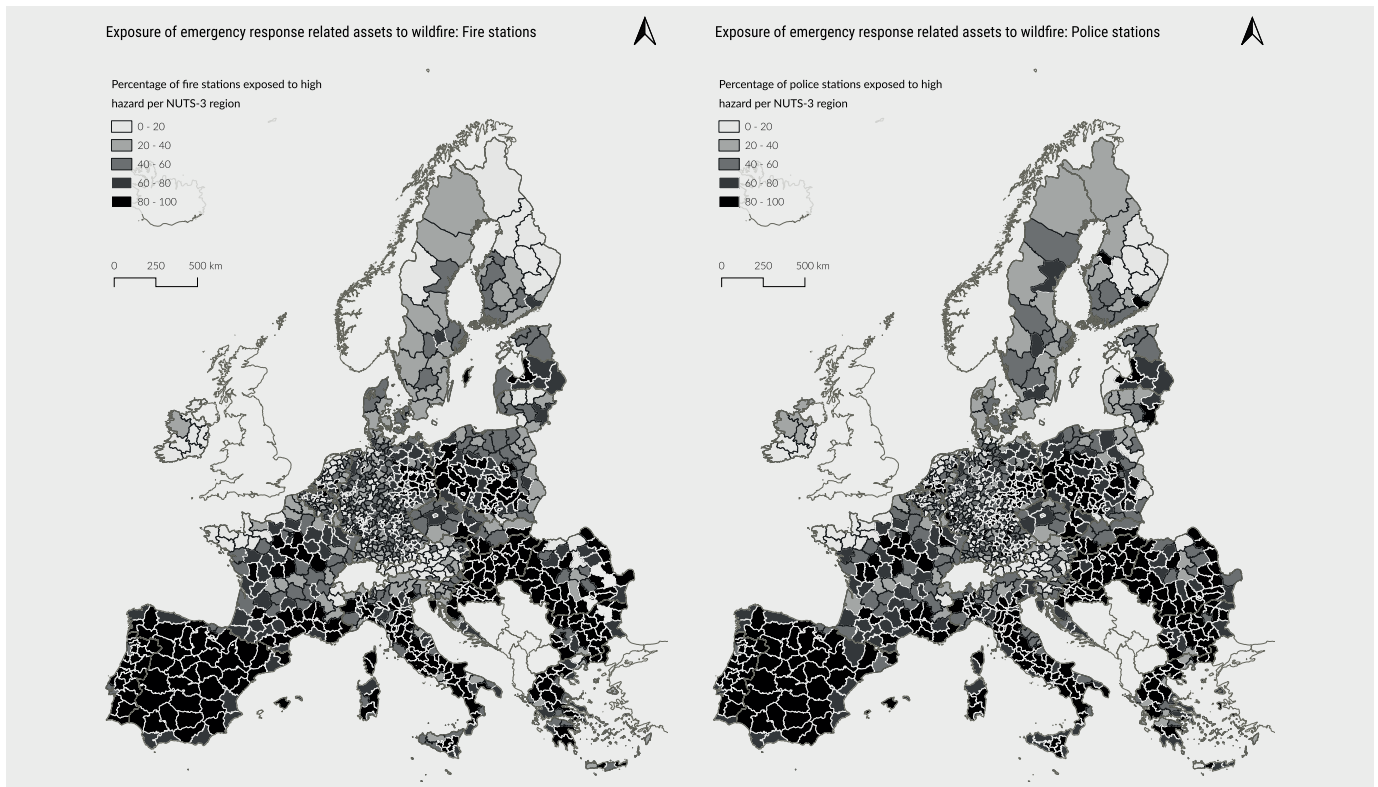 Exposure of emergency response related assets to wildfire: Fire stations
Percentage of fire stations exposed to high
hazard per NUTS-3 region
0 - 20
20 - 40
40 - 60
60 - 80
80 - 100
0 250 500 km
Exposure of emergency response related assets to wildfire: Police stations
Percentage of police stations exposed to high
hazard per NUTS-3 region
0 - 20
20 - 40
40 - 60
60 - 80
80 - 100
0 250 500 km